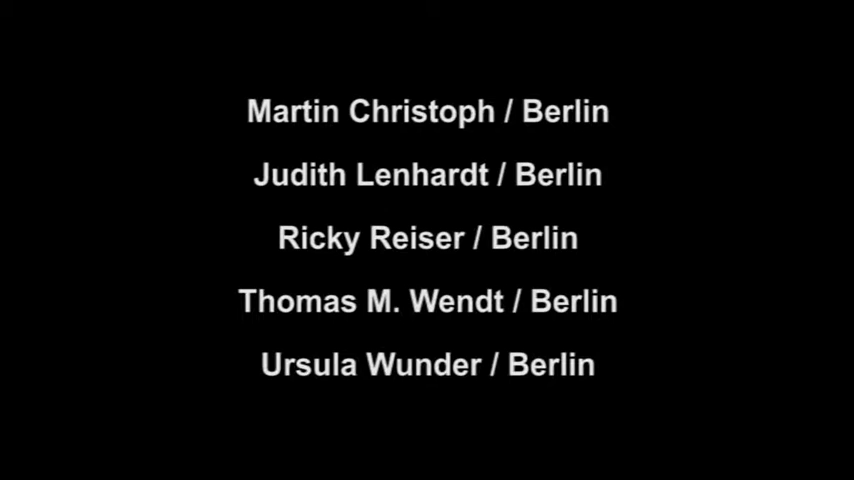 Martin Christoph / Berlin
Judith Lenhardt / Berlin
Ricky Reiser / Berlin
Thomas M. Wendt / Berlin
Ursula Wunder / Berlin